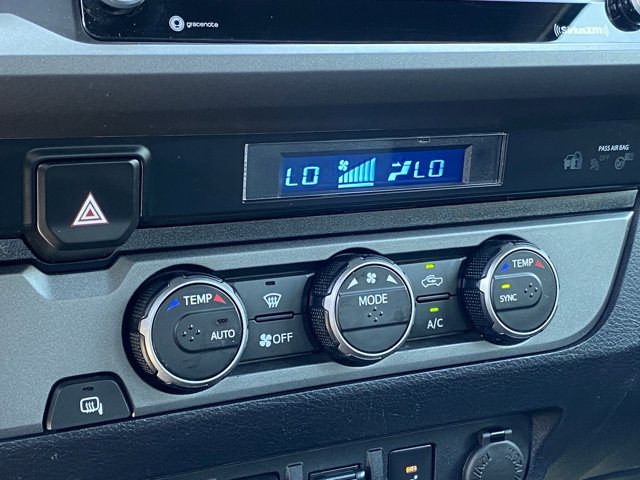 gracenote
SiriusXM
PASS AIR BAG
OFF
LO LO
TEMP
AUTO
OFF
MODE
A/C
TEMP
SYNC